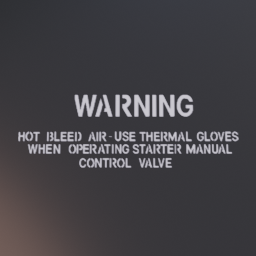 WARNING
HOT BLEED AIR - USE THERMAL GLOVES
WHEN OPERATING STARTER MANUAL
CONTROL VALVE